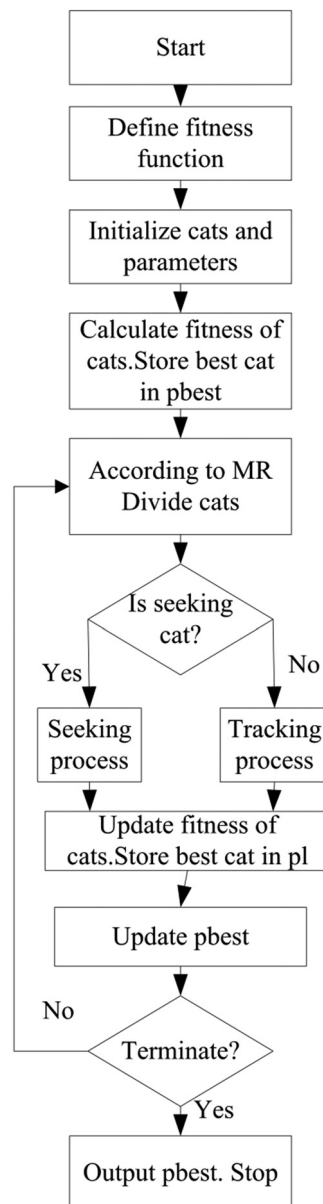 Start
Define fitness
function
Initialize cats and
parameters
Calculate fitness of
cats.Store best cat
in pbest
According to MR
Divide cats
Is seeking
cat?
Yes
No
Seeking
process
Tracking
process
Update fitness of
cats.Store best cat in pl
Update pbest
No
Terminate?
Yes
Output pbest. Stop